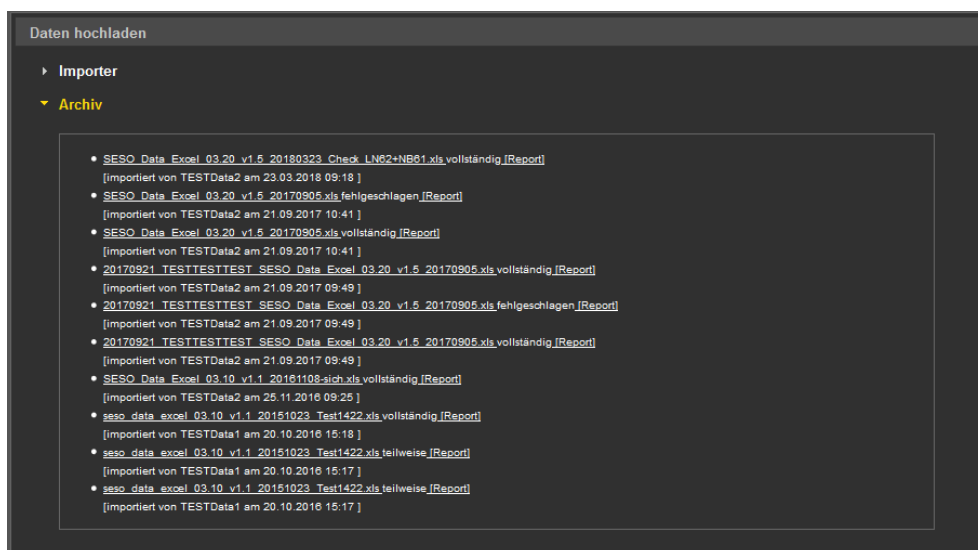 Daten hochladen
Importer
Archiv
SESO_Data_Excel_03.20_v1.5_20180323_Check_LN62+NB61.xls vollständig [Report]
[importiert von TESTData2 am 23.03.2018 09:18 ]
SESO_Data_Excel_03.20_v1.5_20170905.xls fehlgeschlagen [Report]
[importiert von TESTData2 am 21.09.2017 10:41 ]
SESO_Data_Excel_03.20_v1.5_20170905.xls vollständig [Report]
[importiert von TESTData2 am 21.09.2017 10:41 ]
20170921_TESTTESTTEST_SESO_Data_Excel_03.20_v1.5_20170905.xls vollständig [Report]
[importiert von TESTData2 am 21.09.2017 09:49 ]
20170921_TESTTESTTEST_SESO_Data_Excel_03.20_v1.5_20170905.xls fehlgeschlagen [Report]
[importiert von TESTData2 am 21.09.2017 09:49 ]
20170921_TESTTESTTEST_SESO_Data_Excel_03.20_v1.5_20170905.xls vollständig [Report]
[importiert von TESTData2 am 21.09.2017 09:49 ]
SESO_Data_Excel_03.10_v1.1_20161108-sich.xls vollständig [Report]
[importiert von TESTData2 am 25.11.2016 09:25 ]
seso_data_excel_03.10_v1.1_20151023_Test1422.xls vollständig [Report]
[importiert von TESTData1 am 20.10.2016 15:18 ]
seso_data_excel_03.10_v1.1_20151023_Test1422.xls teilweise [Report]
[importiert von TESTData1 am 20.10.2016 15:17 ]
seso_data_excel_03.10_v1.1_20151023_Test1422.xls teilweise [Report]
[importiert von TESTData1 am 20.10.2016 15:17 ]